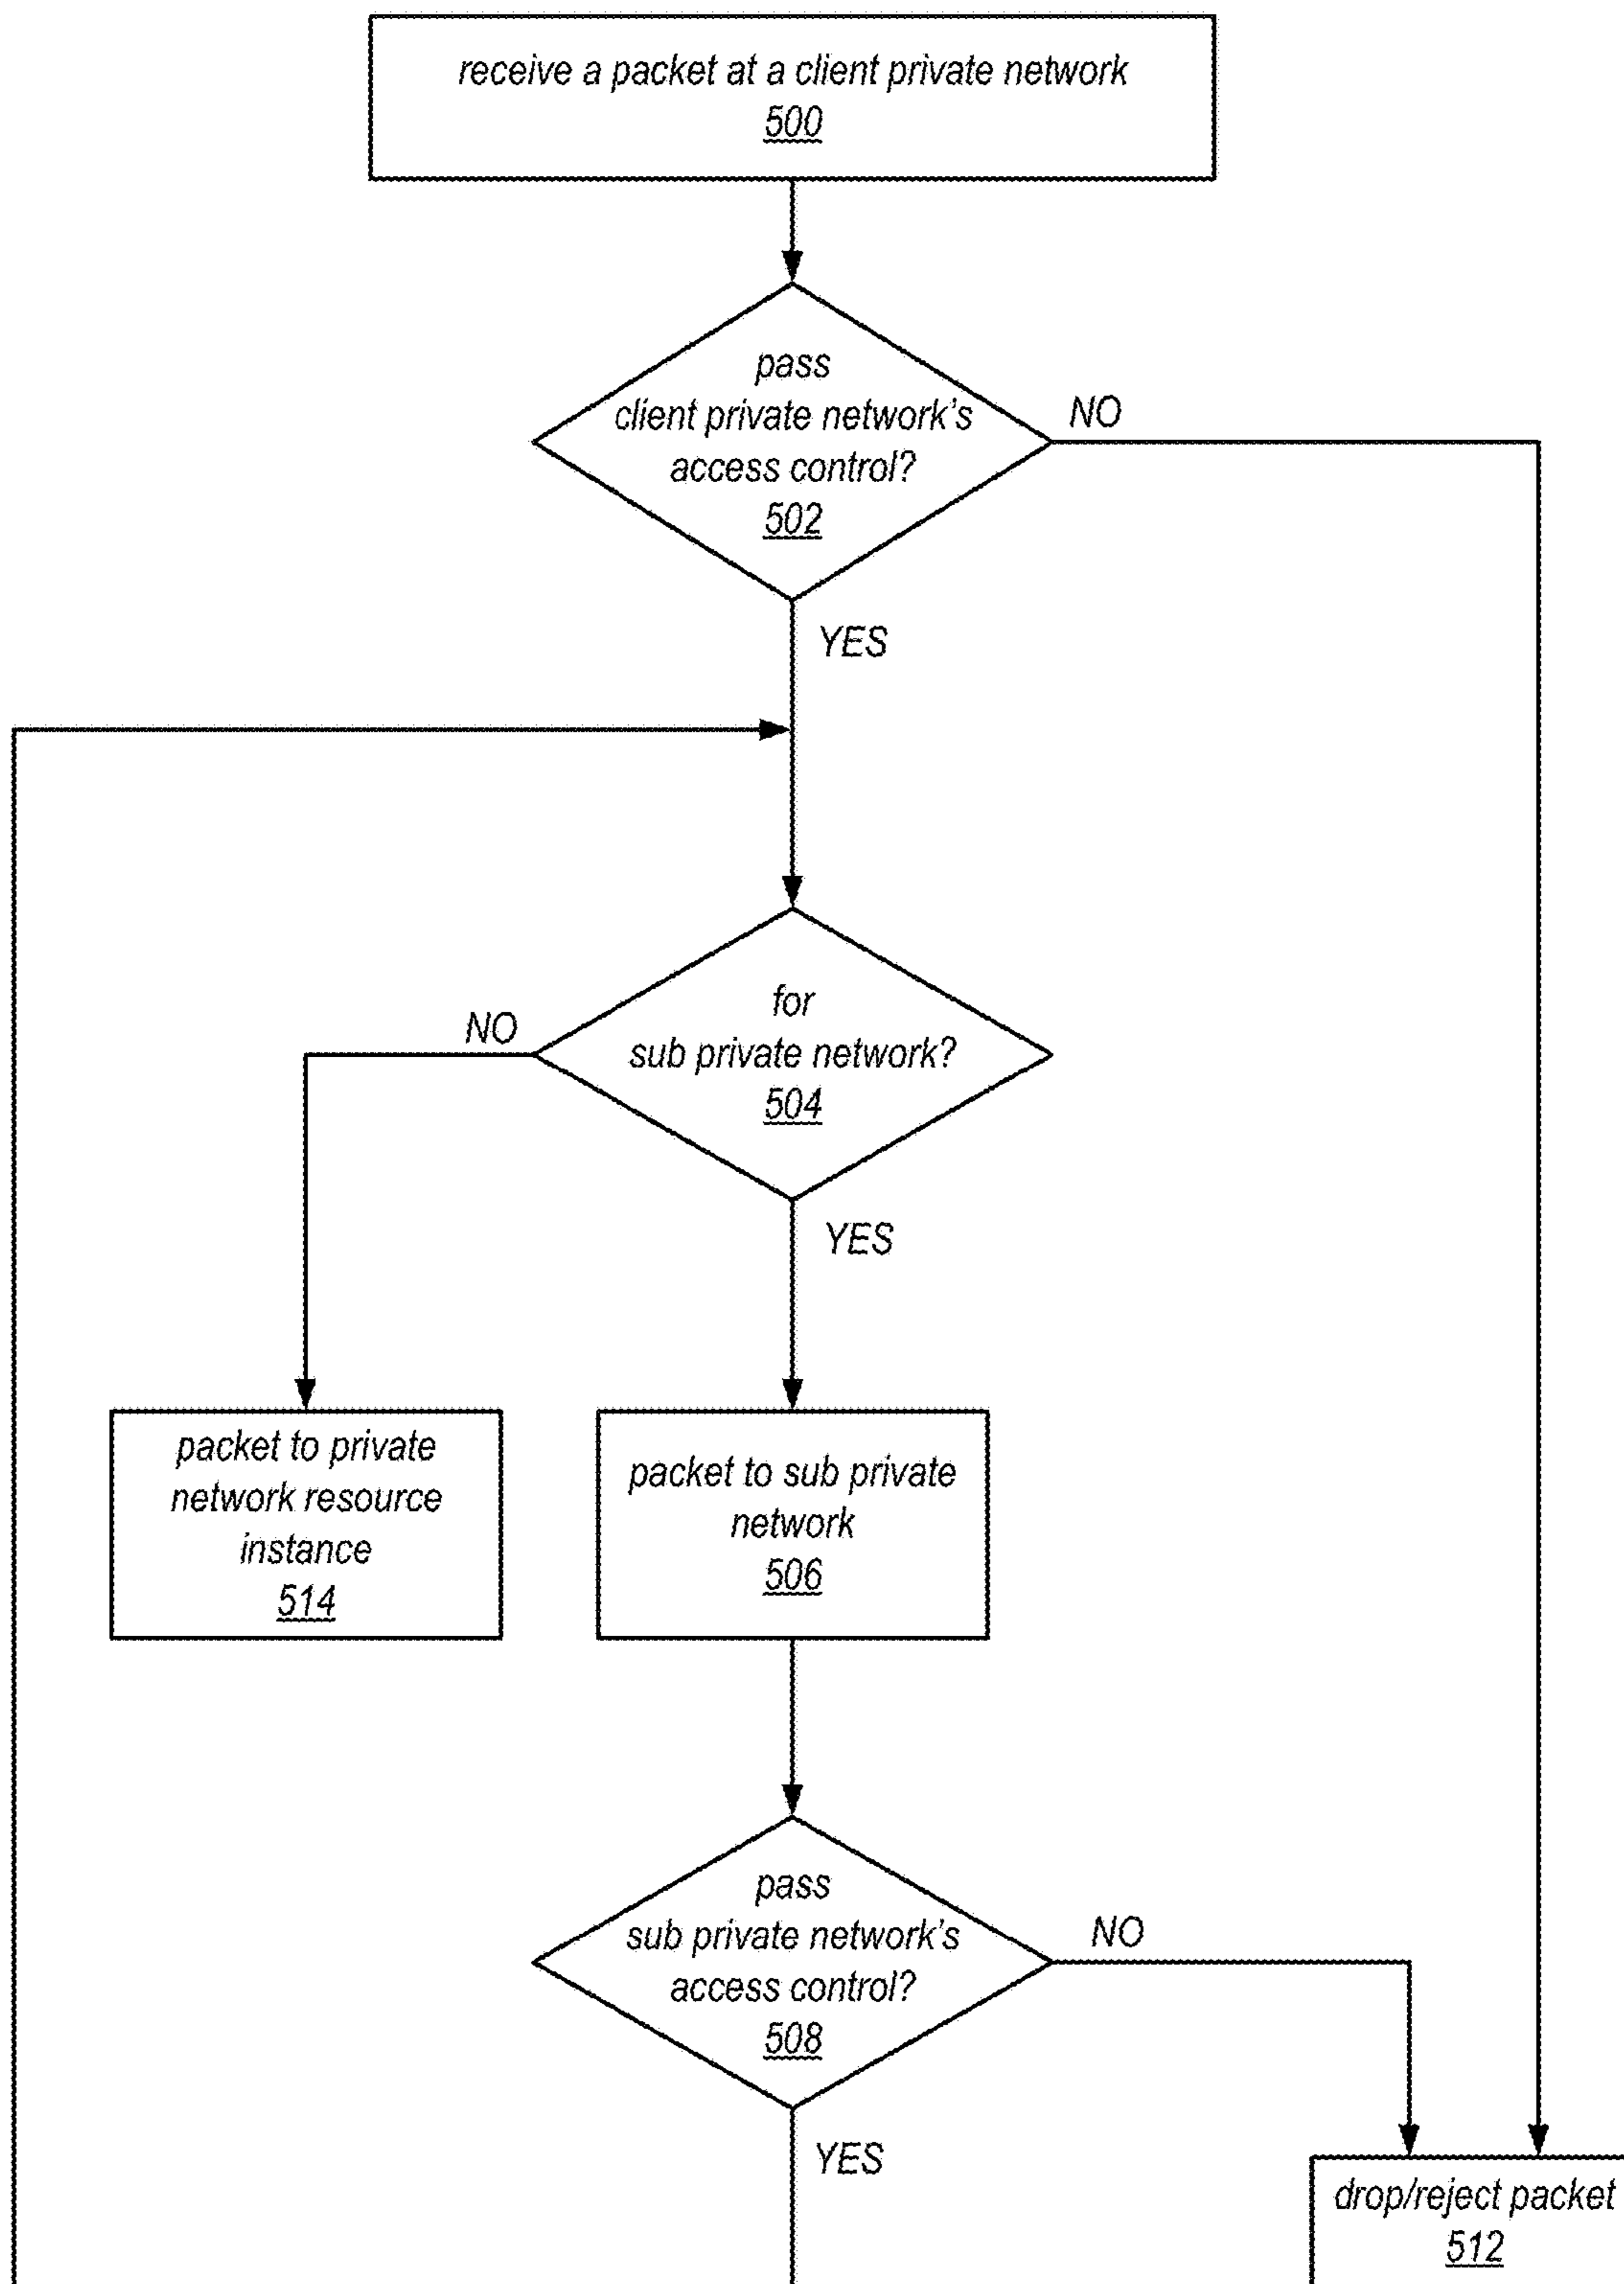 receive a packet at a client private network
500
pass
client private network's
access control?
502
NO
YES
for
sub private network?
504
NO
YES
packet to private
network resource
instance
514
packet to sub private
network
506
pass
sub private network's
access control?
508
NO
YES
drop/reject packet
512